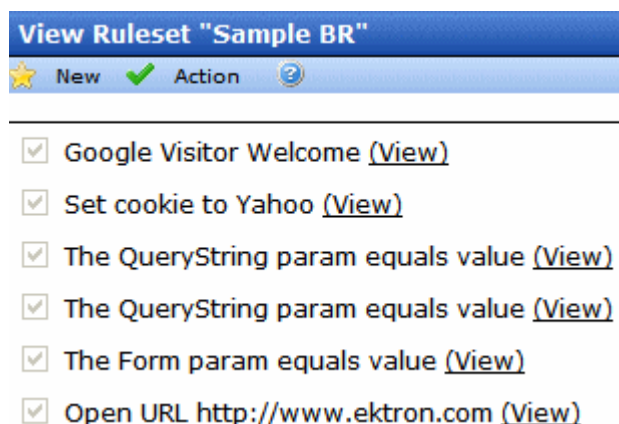 View Ruleset "Sample BR"
New Action ?
Google Visitor Welcome (View)
Set cookie to Yahoo (View)
The QueryString param equals value (View)
The QueryString param equals value (View)
The Form param equals value (View)
Open URL http://www.ektron.com (View)